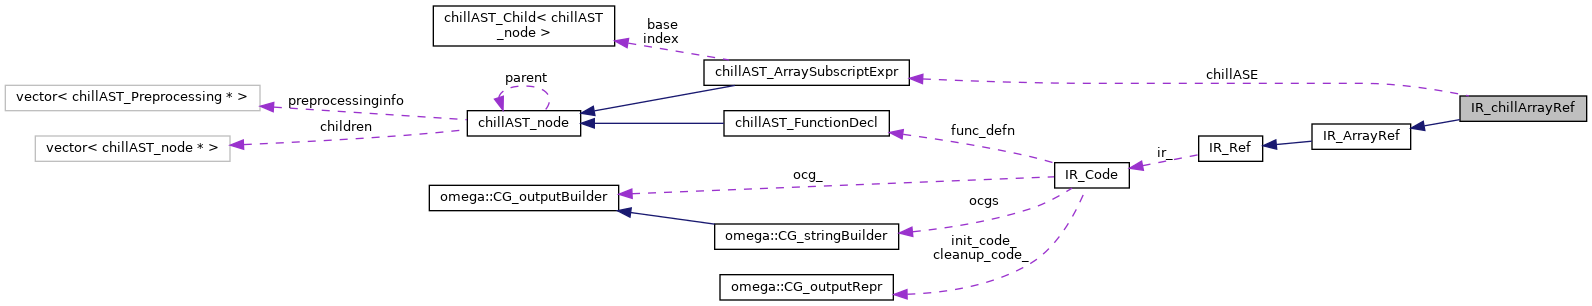 chillAST_Child< chillAST
_node >
base
index
chillAST_ArraySubscriptExpr
chillASE
parent
vector< chillAST_Preprocessing * >
preprocessinginfo
IR_chillArrayRef
chillAST_node
chillAST_FunctionDecl
children
func_defn
IR_ArrayRef
vector< chillAST_node * >
ir_
IR_Ref
ocg_
IR_Code
omega::CG_outputBuilder
ocgs
omega::CG_stringBuilder
init_code_
cleanup_code_
omega::CG_outputRepr